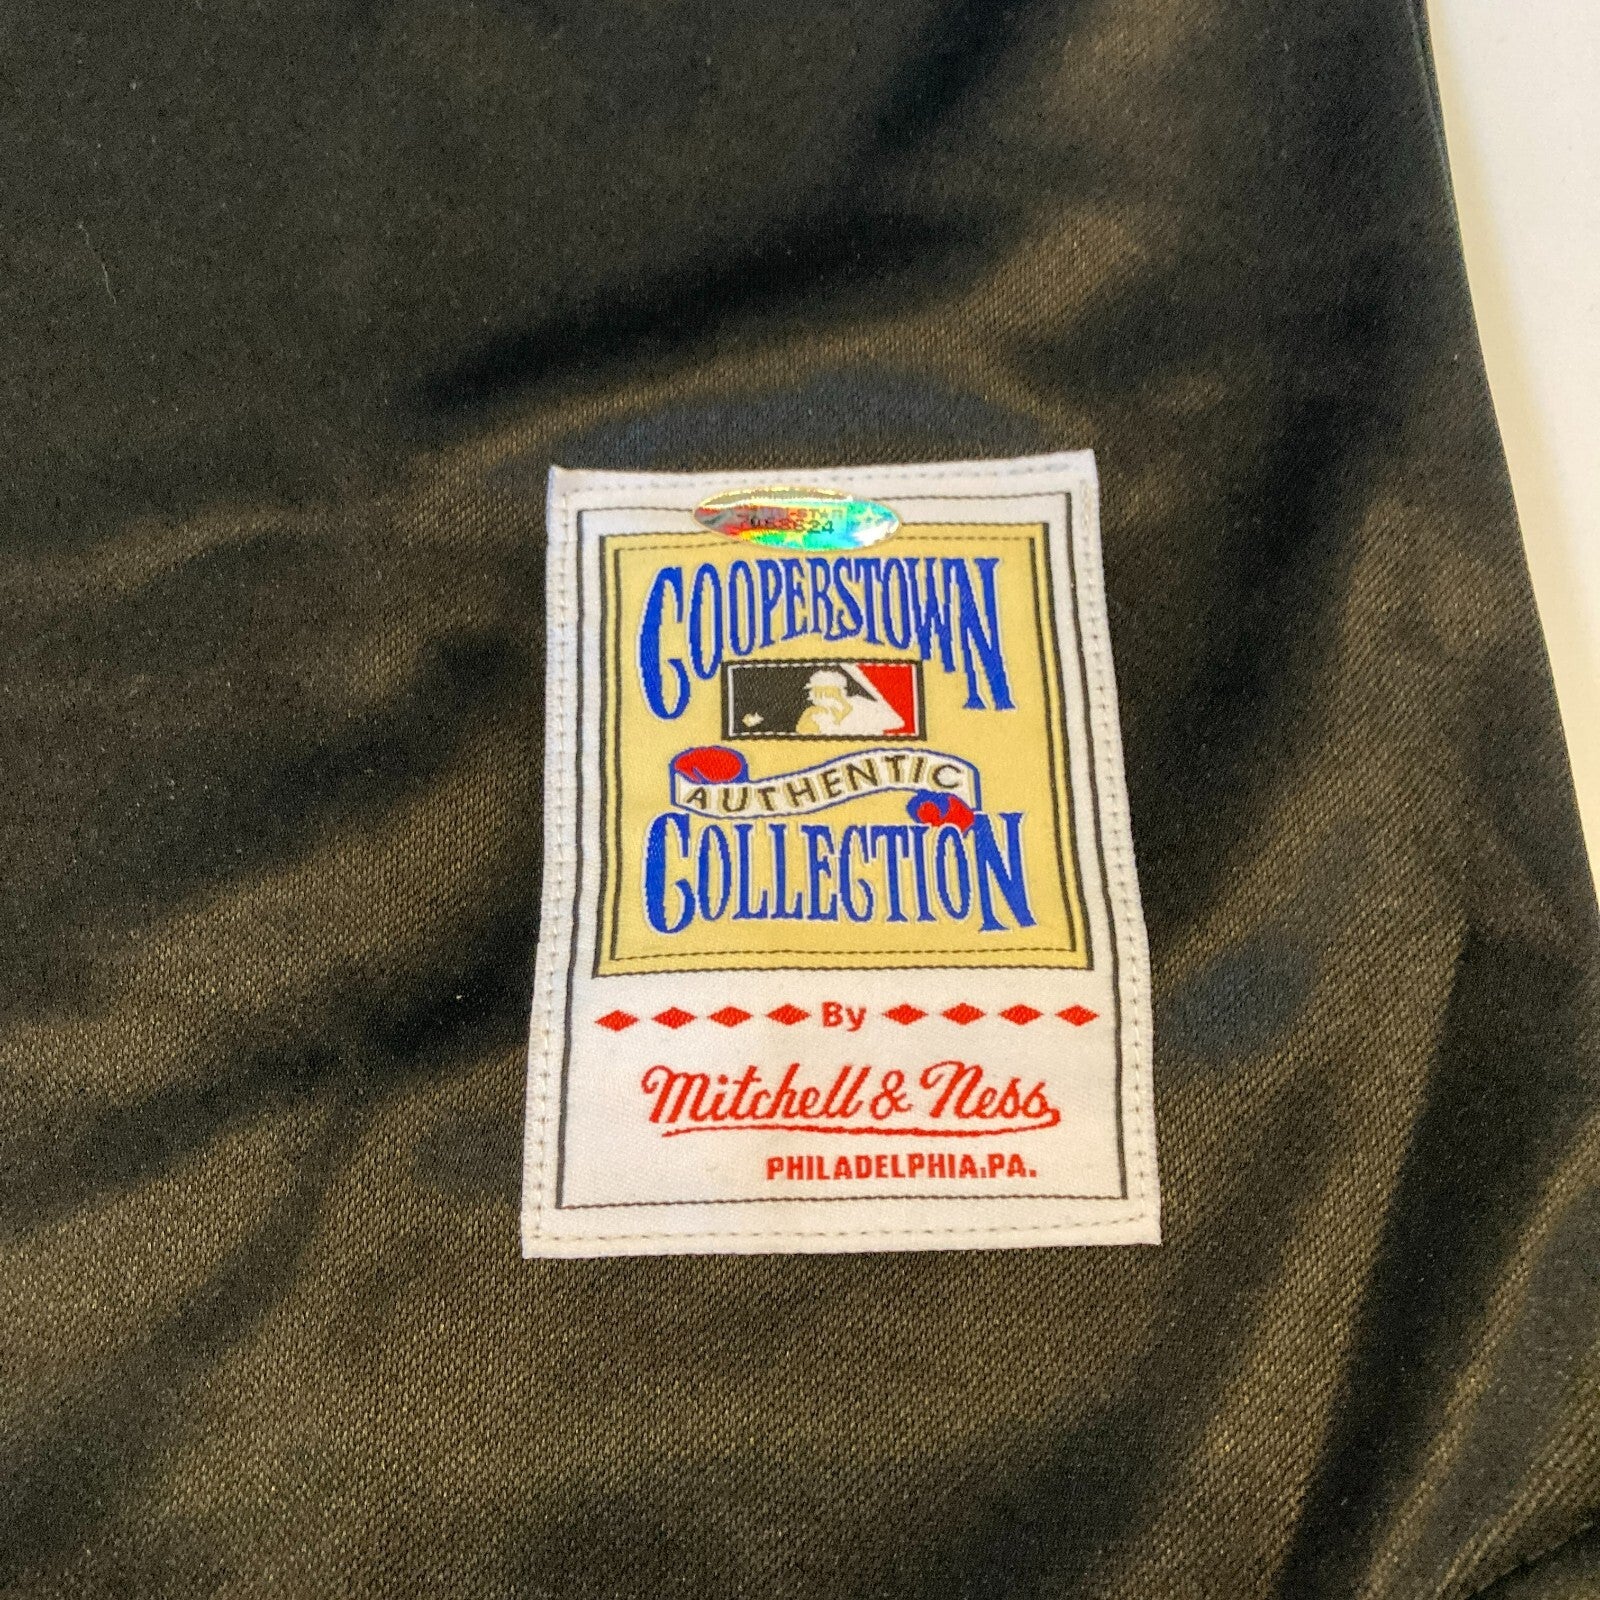 COOPERSTOWN
AUTHENTIC
COLLECTION
By
Mitchell & Ness
PHILADELPHIA, PA.